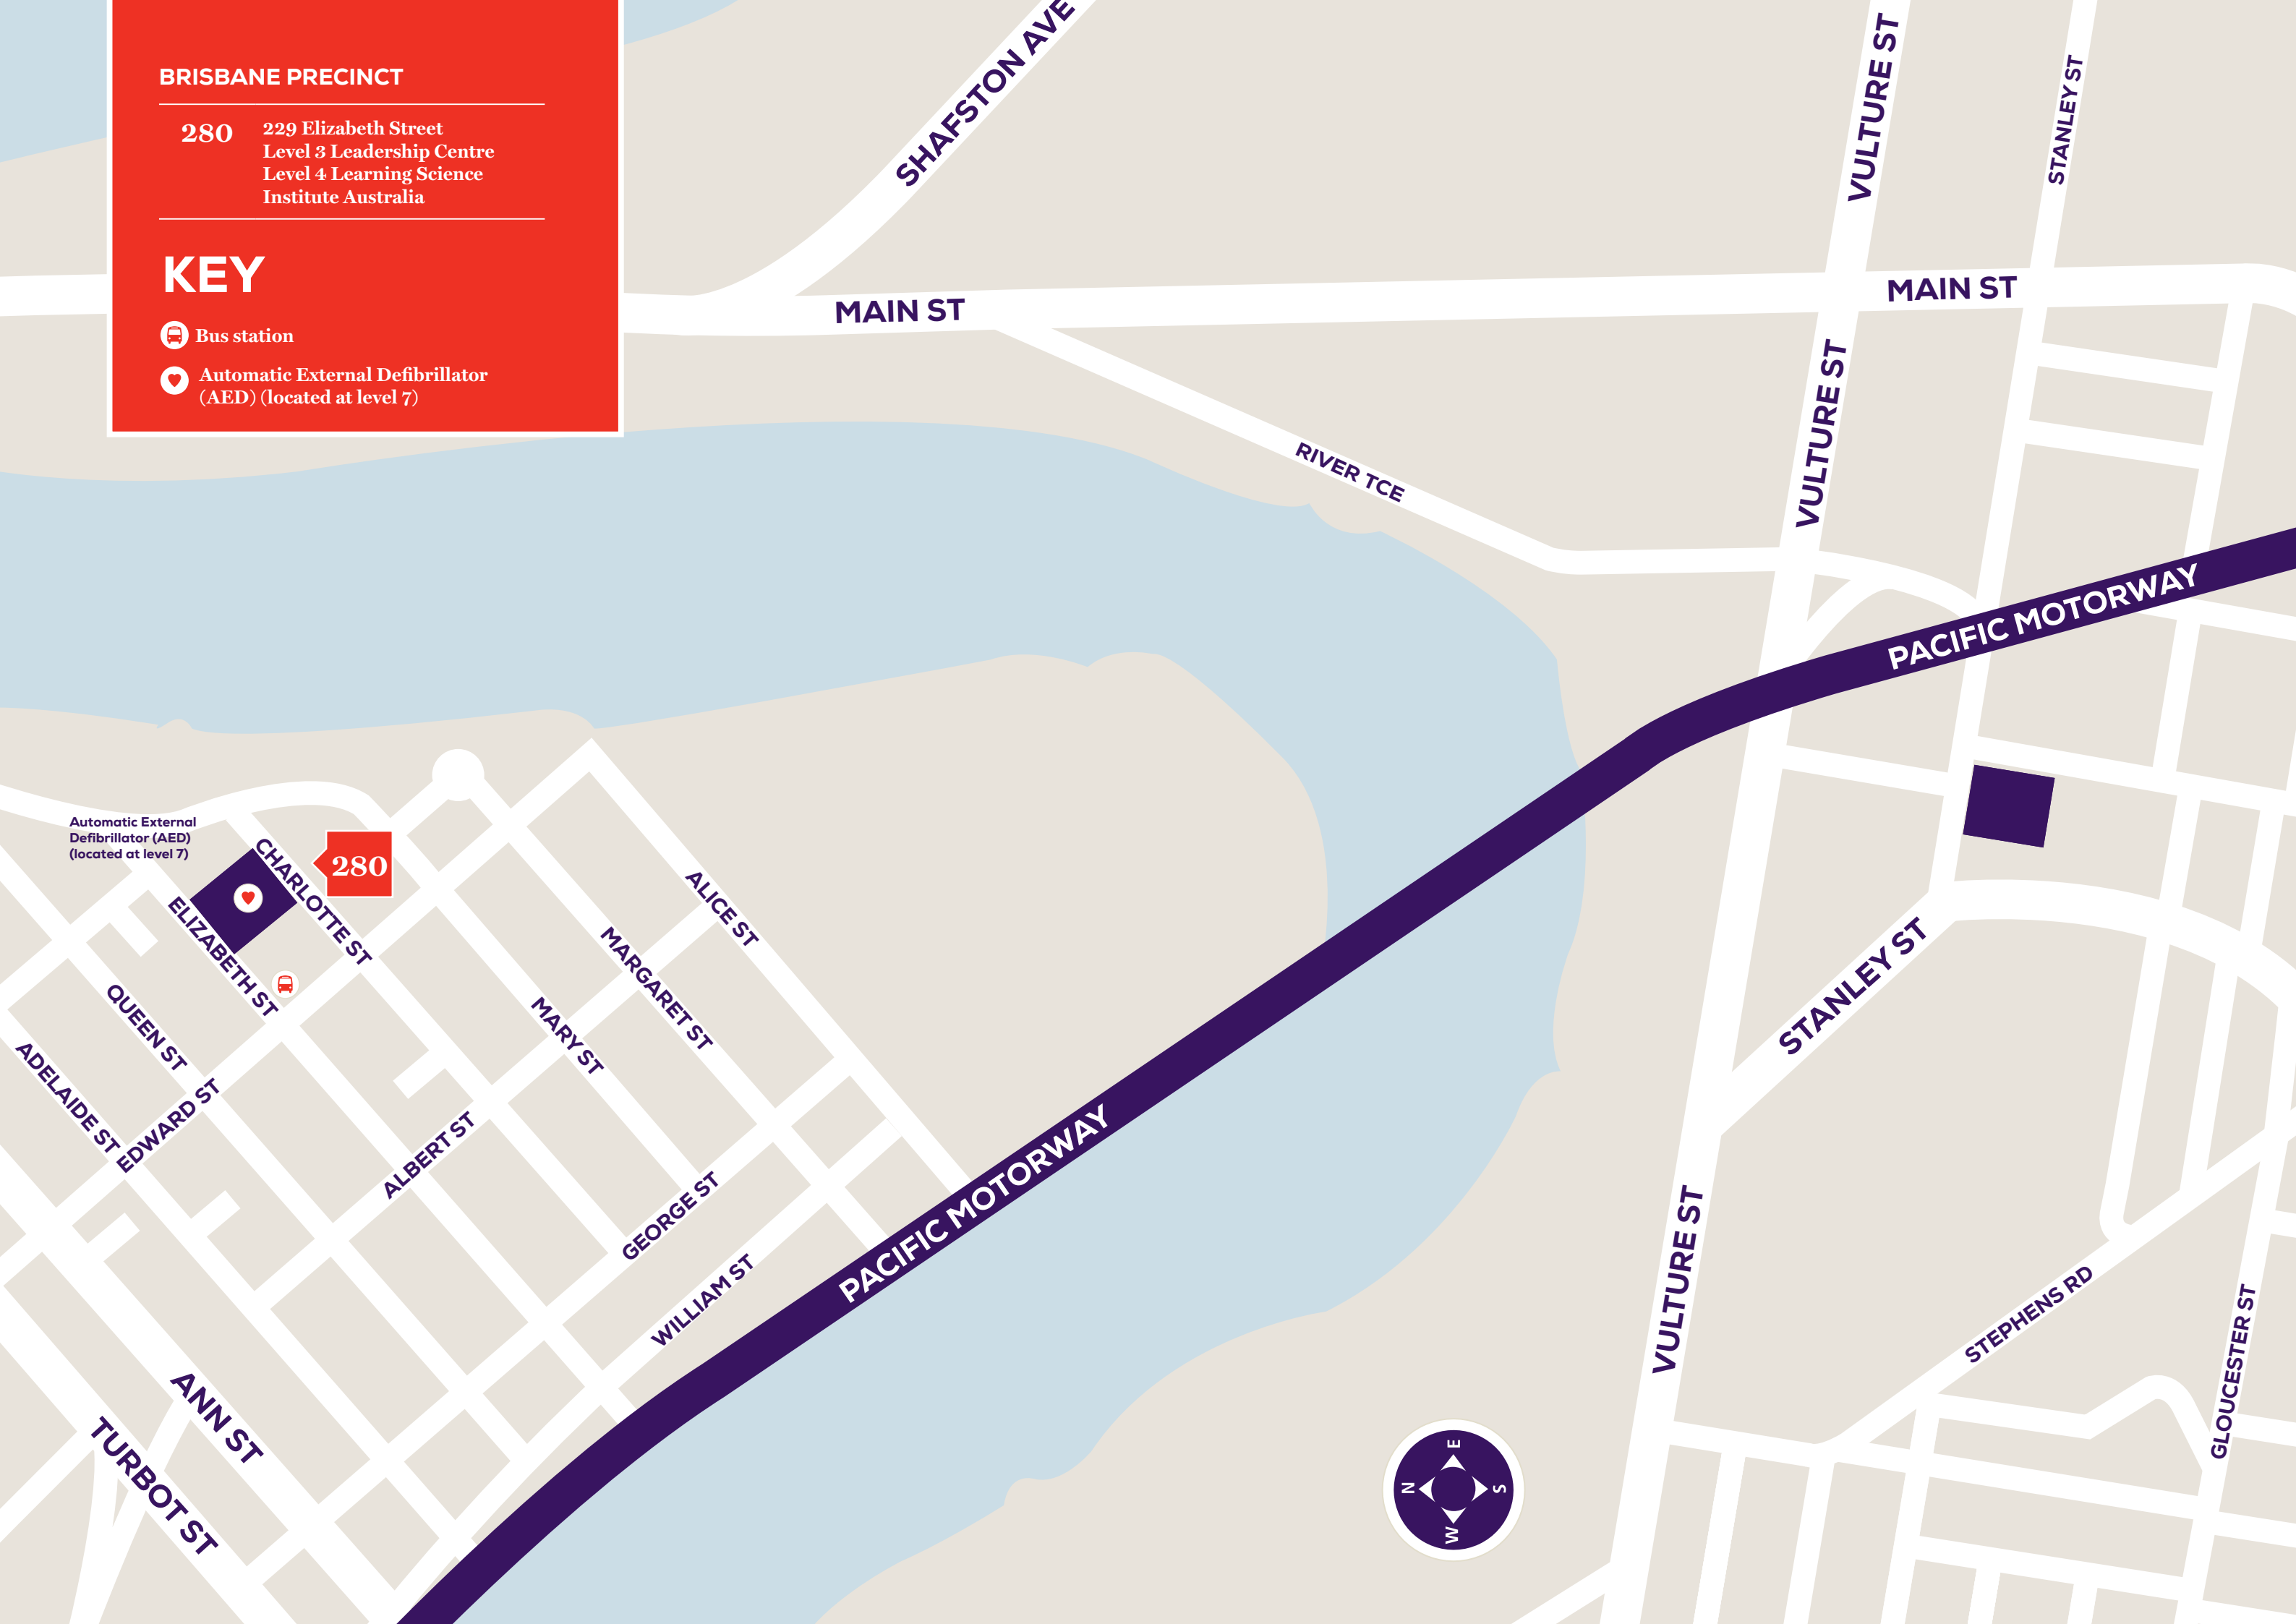 BRISBANE PRECINCT
280
229 Elizabeth Street
Level 3 Leadership Centre
Level 4 Learning Science
Institute Australia
KEY
Bus station
Automatic External Defibrillator
(AED) (located at level 7)
SHAFSTON AVE
VULTURE ST
STANLEY ST
MAIN ST
MAIN ST
VULTURE ST
RIVER TCE
PACIFIC MOTORWAY
Automatic External
Defibrillator (AED)
(located at level 7)
CHARLOTTE ST
280
ELIZABETH ST
ALICE ST
MARGARET ST
MARY ST
QUEEN ST
ADELAIDE ST
EDWARD ST
ALBERT ST
GEORGE ST
WILLIAM ST
PACIFIC MOTORWAY
STANLEY ST
VULTURE ST
STEPHENS RD
GLOUCESTER ST
ANN ST
TURBOT ST
E
N
S
W